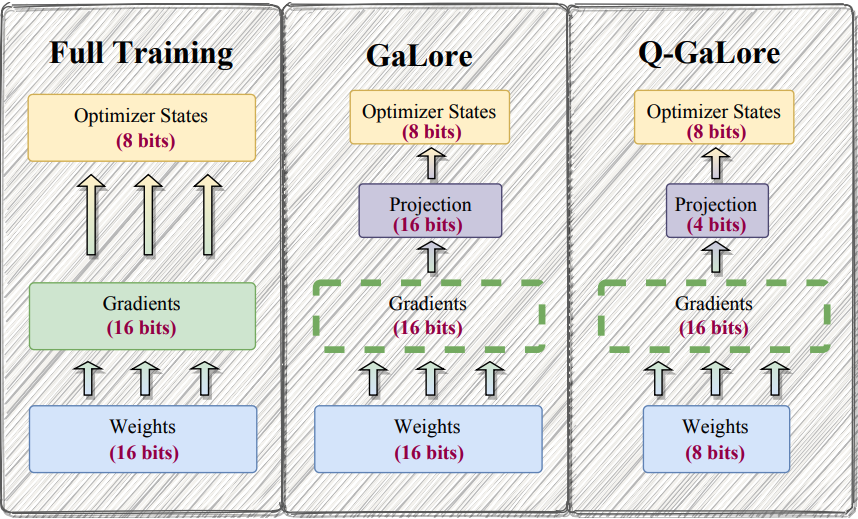 Full Training
Optimizer States
(8 bits)
Gradients
(16 bits)
Weights
(16 bits)
GaLore
Optimizer States
(8 bits)
Projection
(16 bits)
Gradients
(16 bits)
Weights
(16 bits)
Q-GaLore
Optimizer States
(8 bits)
Projection
(4 bits)
Gradients
(16 bits)
Weights
(8 bits)